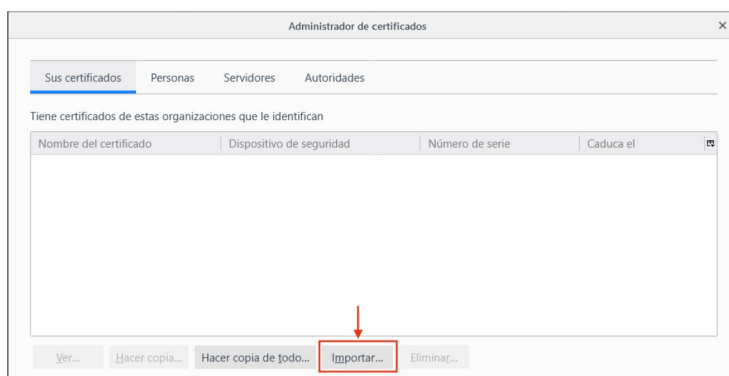 Administrador de certificados
Sus certificados Personas Servidores Autoridades
Tiene certificados de estas organizaciones que le identifican
Nombre del certificado Dispositivo de seguridad Número de serie Caduca el
Ver... Hacer copia... Hacer copia de todo... Importar... Eliminar...